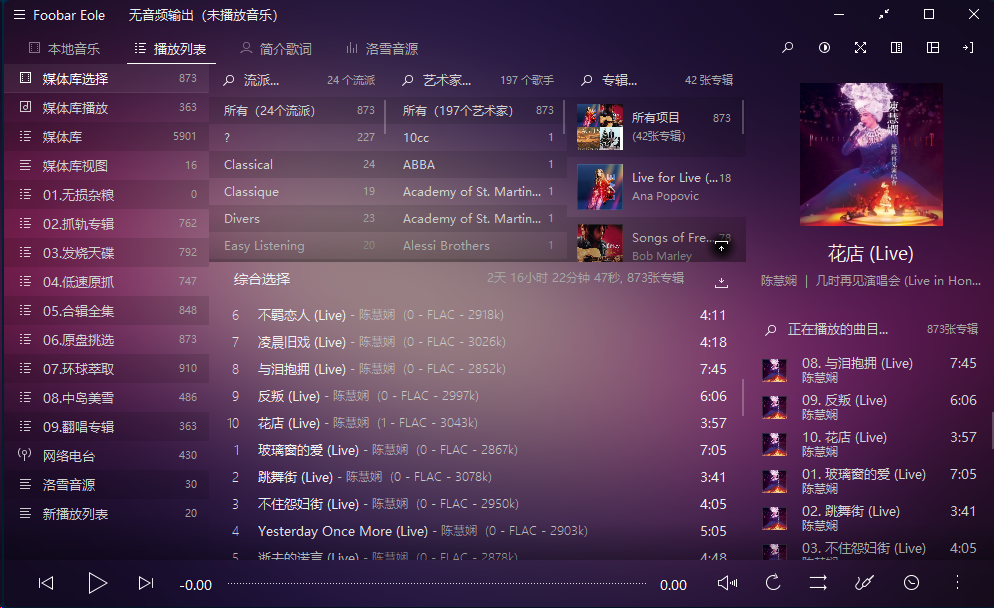 Foobar Eole 无音频输出（未播放音乐）
本地音乐 播放列表 简介歌词 洛雪音源
媒体库选择 873
媒体库播放 363
媒体库 5901
媒体库视图 16
01.无损杂粮 0
02.抓轨专辑 762
03.发烧天碟 792
04.低速原抓 747
05.合辑全集 848
06.原盘挑选 873
07.环球萃取 910
08.中岛美雪 486
09.翻唱专辑 363
网络电台 430
洛雪音源 30
新播放列表 20
流派... 24 个流派
所有（24个流派） 873
? 227
Classical 24
Classique 19
Divers 23
Easy Listening 20
艺术家... 197 个歌手
所有（197个艺术家） 873
10cc 1
ABBA 1
Academy of St. Martin... 1
Academy of St. Martin... 1
Alessi Brothers 1
专辑... 42 张专辑
所有项目 873
(42张专辑)
Live for Live (...18
Ana Popovic
Songs of Fre...78
Bob Marley
综合选择 2天 16小时 22分钟 47秒, 873张专辑
6 不羁恋人 (Live) - 陈慧娴 (0 - FLAC - 2918k) 4:11
7 凌晨旧戏 (Live) - 陈慧娴 (0 - FLAC - 3026k) 4:18
8 与泪抱拥 (Live) - 陈慧娴 (0 - FLAC - 2852k) 7:45
9 反叛 (Live) - 陈慧娴 (0 - FLAC - 2997k) 6:06
10 花店 (Live) - 陈慧娴 (1 - FLAC - 3043k) 3:57
1 玻璃窗的爱 (Live) - 陈慧娴 (0 - FLAC - 2867k) 7:05
2 跳舞街 (Live) - 陈慧娴 (0 - FLAC - 3078k) 3:41
3 不住怨妇街 (Live) - 陈慧娴 (0 - FLAC - 2950k) 4:05
4 Yesterday Once More (Live) - 陈慧娴 (0 - FLAC - 2903k) 5:05
5 逝去的诺言 (Live) - 陈慧娴 (0 - FLAC - 2878k) 4:48
陳慧嫻
幾時再見演唱會
花店 (Live)
陈慧娴 | 几时再见演唱会 (Live in Hon...
正在播放的曲目... 873张专辑
08. 与泪抱拥 (Live) 7:45
陈慧娴
09. 反叛 (Live) 6:06
陈慧娴
10. 花店 (Live) 3:57
陈慧娴
01. 玻璃窗的爱 (Live) 7:05
陈慧娴
02. 跳舞街 (Live) 3:41
陈慧娴
03. 不住怨妇街 (Live) 4:05
-0.00 0.00